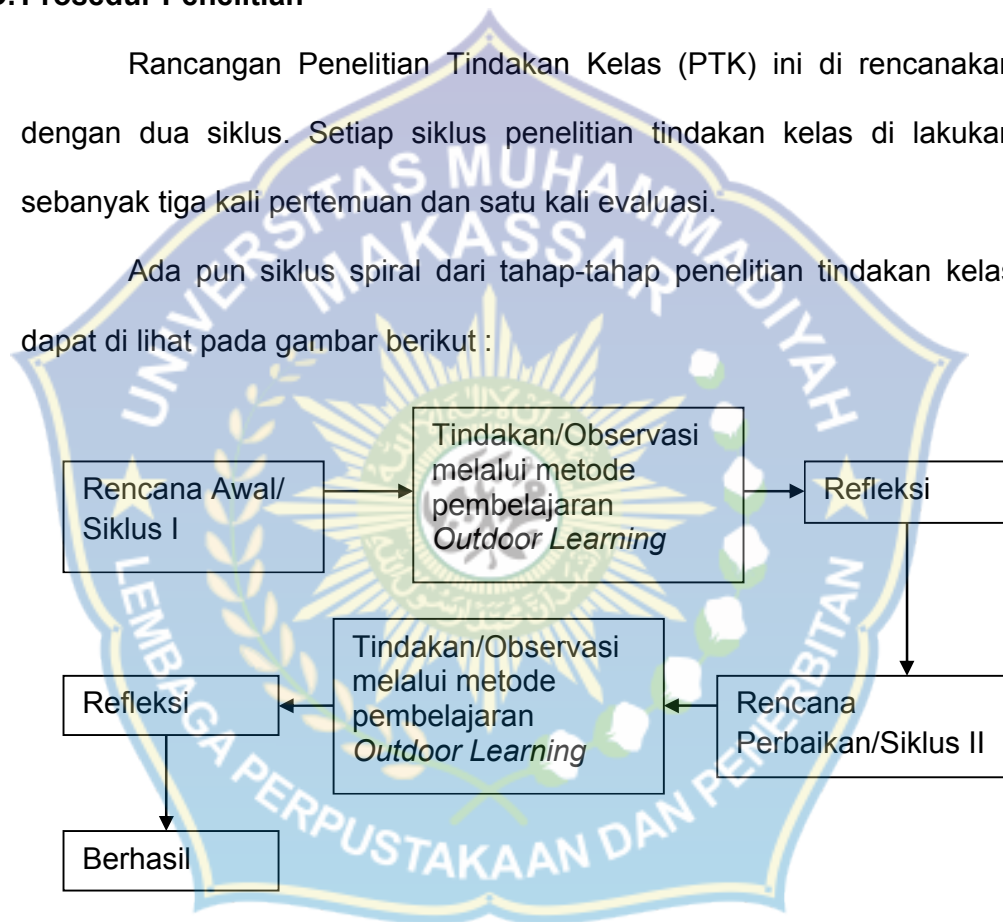 Prosedur Penelitian
Rancangan Penelitian Tindakan Kelas (PTK) ini di rencanakan
dengan dua siklus. Setiap siklus penelitian tindakan kelas di lakukan
sebanyak tiga kali pertemuan dan satu kali evaluasi.
Ada pun siklus spiral dari tahap-tahap penelitian tindakan kelas
dapat di lihat pada gambar berikut :
Rencana Awal/
Siklus I
Tindakan/Observasi
melalui metode
pembelajaran
Outdoor Learning
Refleksi
Refleksi
Tindakan/Observasi
melalui metode
pembelajaran
Outdoor Learning
Rencana
Perbaikan/Siklus II
Berhasil
UNIVERSITAS MUHAMMADIYAH
MAKASSAR
LEMBAGA PERPUSTAKAAN DAN PENERBITAN